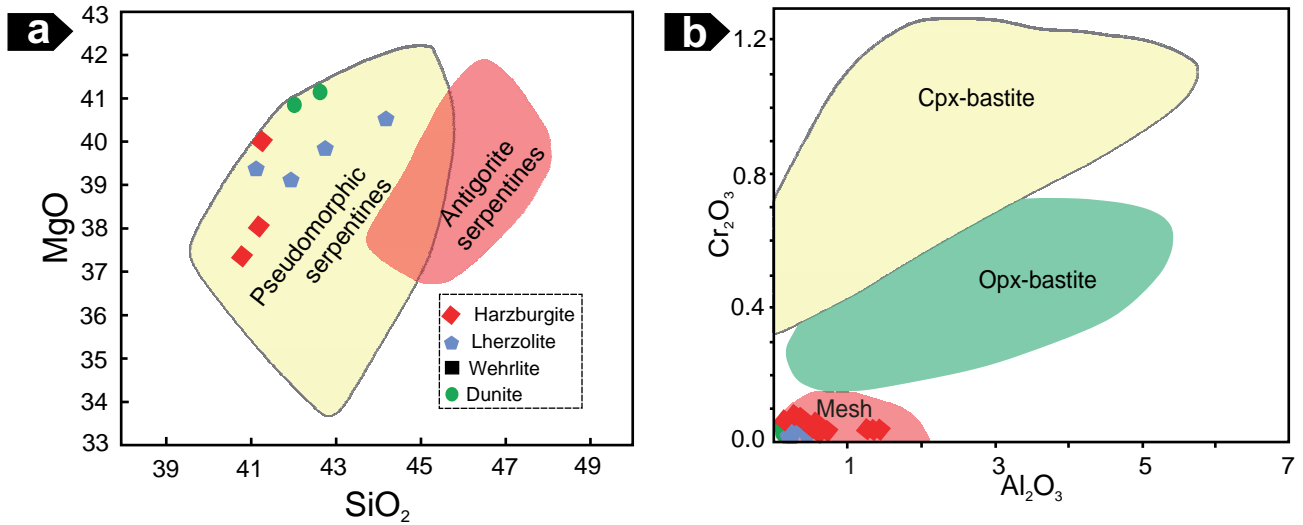 a
43
42
41
40
39
38
37
36
35
34
33
MgO
39
41
43
45
47
49
SiO₂
Pseudomorphic
serpentines
Antigorite
serpentines
Harzburgite
Lherzolite
Wehrlite
Dunite
b
1.2
0.8
0.4
0.0
Cr₂O₃
1
3
5
7
Al₂O₃
Cpx-bastite
Opx-bastite
Mesh